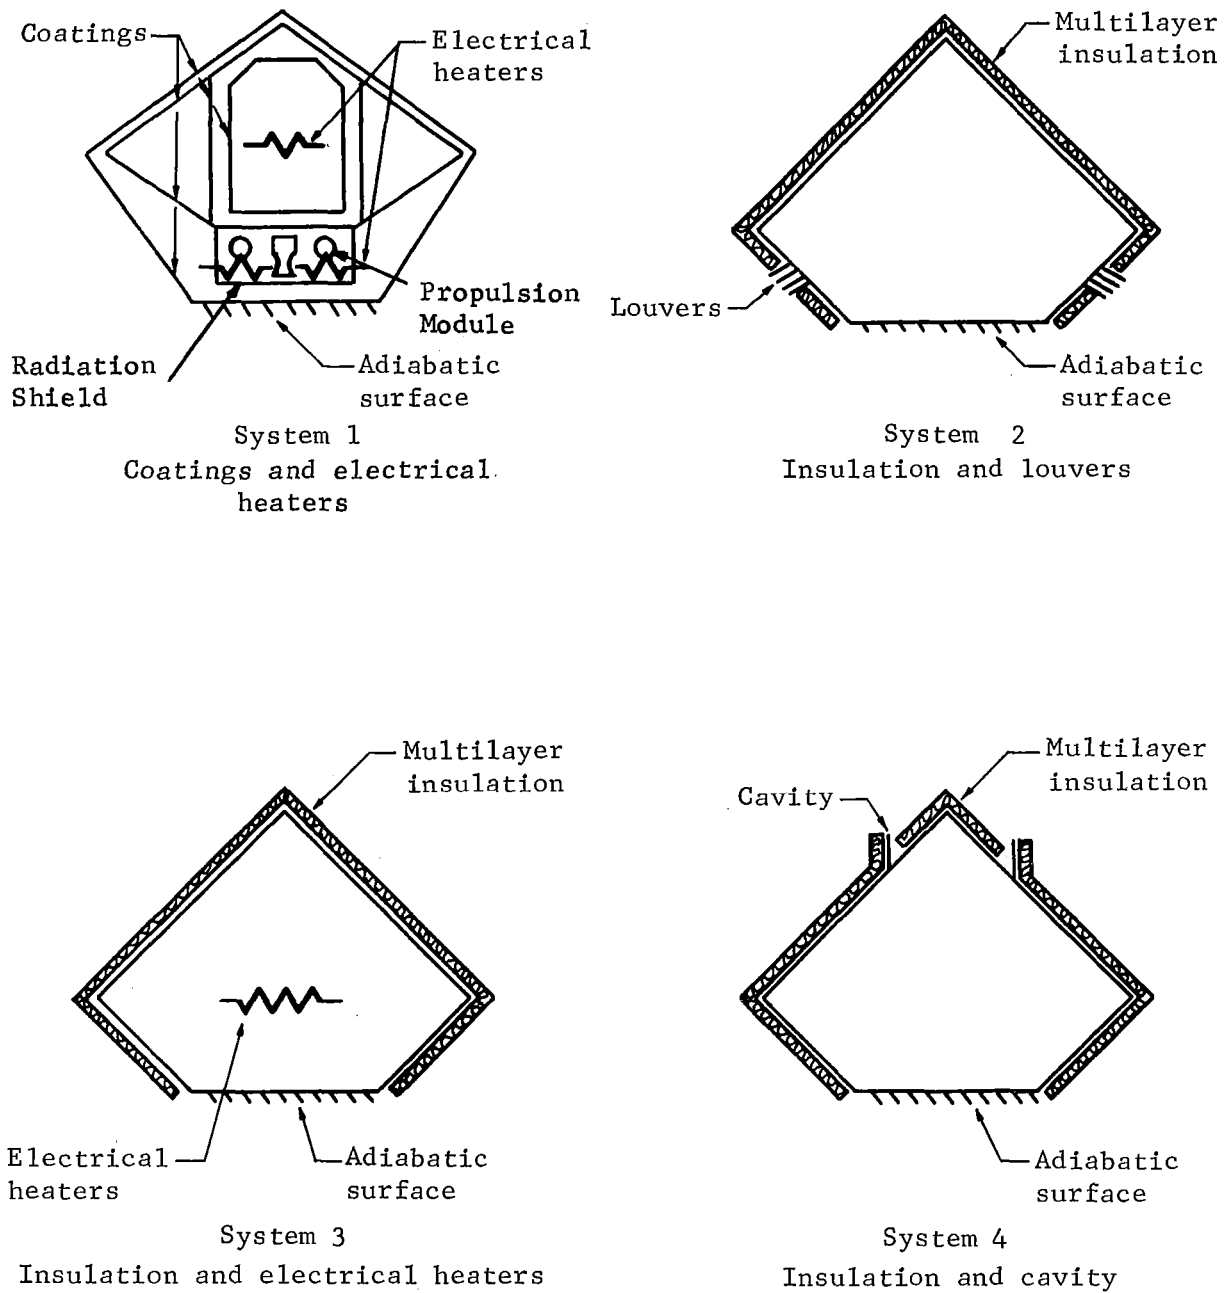 Coatings
Electrical
heaters
Propulsion
Module
Radiation
Shield
Adiabatic
surface
System 1
Coatings and electrical
heaters
Multilayer
insulation
Louvers
Adiabatic
surface
System 2
Insulation and louvers
Multilayer
insulation
Electrical
heaters
Adiabatic
surface
System 3
Insulation and electrical heaters
Cavity
Multilayer
insulation
Adiabatic
surface
System 4
Insulation and cavity